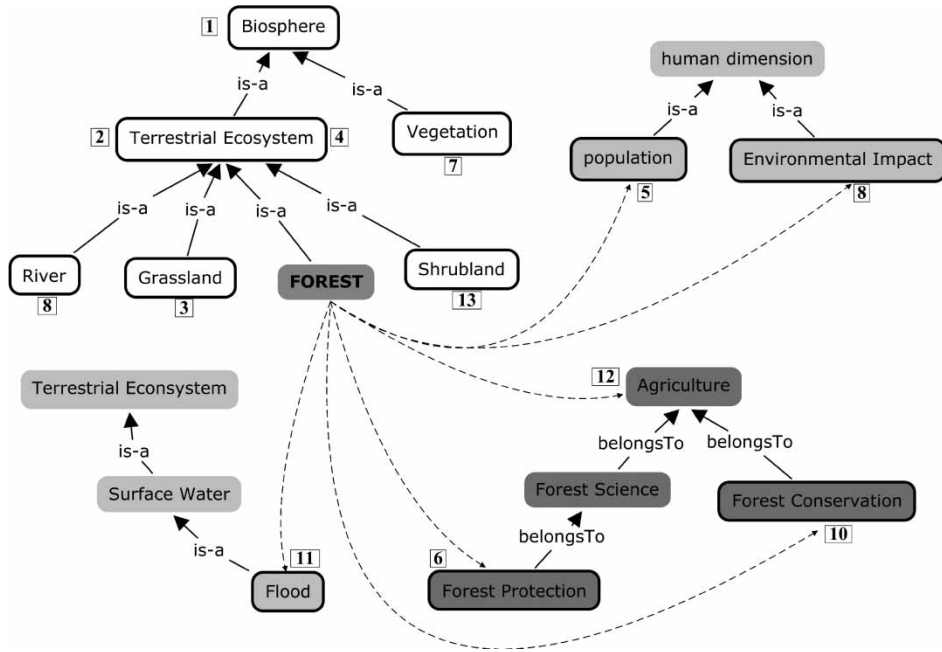 1
Biosphere
is-a
is-a
2
Terrestrial Ecosystem
4
Vegetation
7
is-a
is-a
is-a
is-a
River
8
Grassland
3
FOREST
Shrubland
13
human dimension
is-a
is-a
population
5
Environmental Impact
8
Terrestrial Econsystem
is-a
Surface Water
is-a
11
Flood
12
Agriculture
belongsTo
belongsTo
Forest Science
Forest Conservation
10
belongsTo
6
Forest Protection